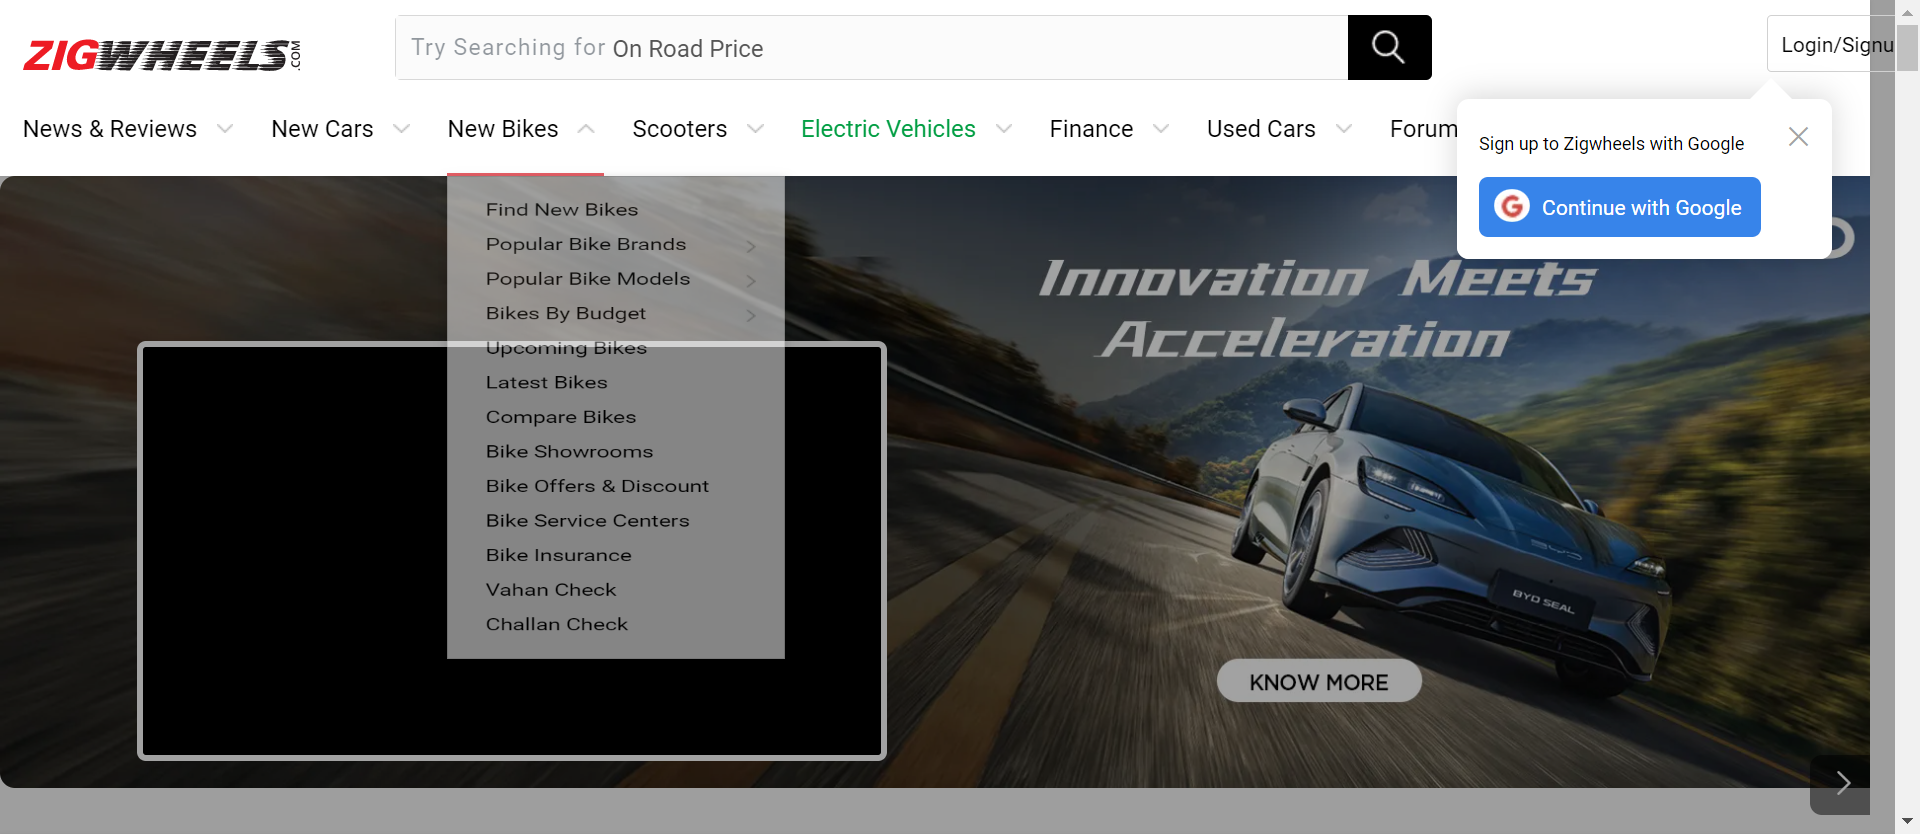 ZIGWHEELS.COM
Try Searching for On Road Price
Login/Signu
News & Reviews
New Cars
New Bikes
Scooters
Electric Vehicles
Finance
Used Cars
Forum
Sign up to Zigwheels with Google
Continue with Google
Find New Bikes
Popular Bike Brands
Popular Bike Models
Bikes By Budget
Upcoming Bikes
Latest Bikes
Compare Bikes
Bike Showrooms
Bike Offers & Discount
Bike Service Centers
Bike Insurance
Vahan Check
Challan Check
Innovation Meets
Acceleration
BYD
BYD SEAL
KNOW MORE